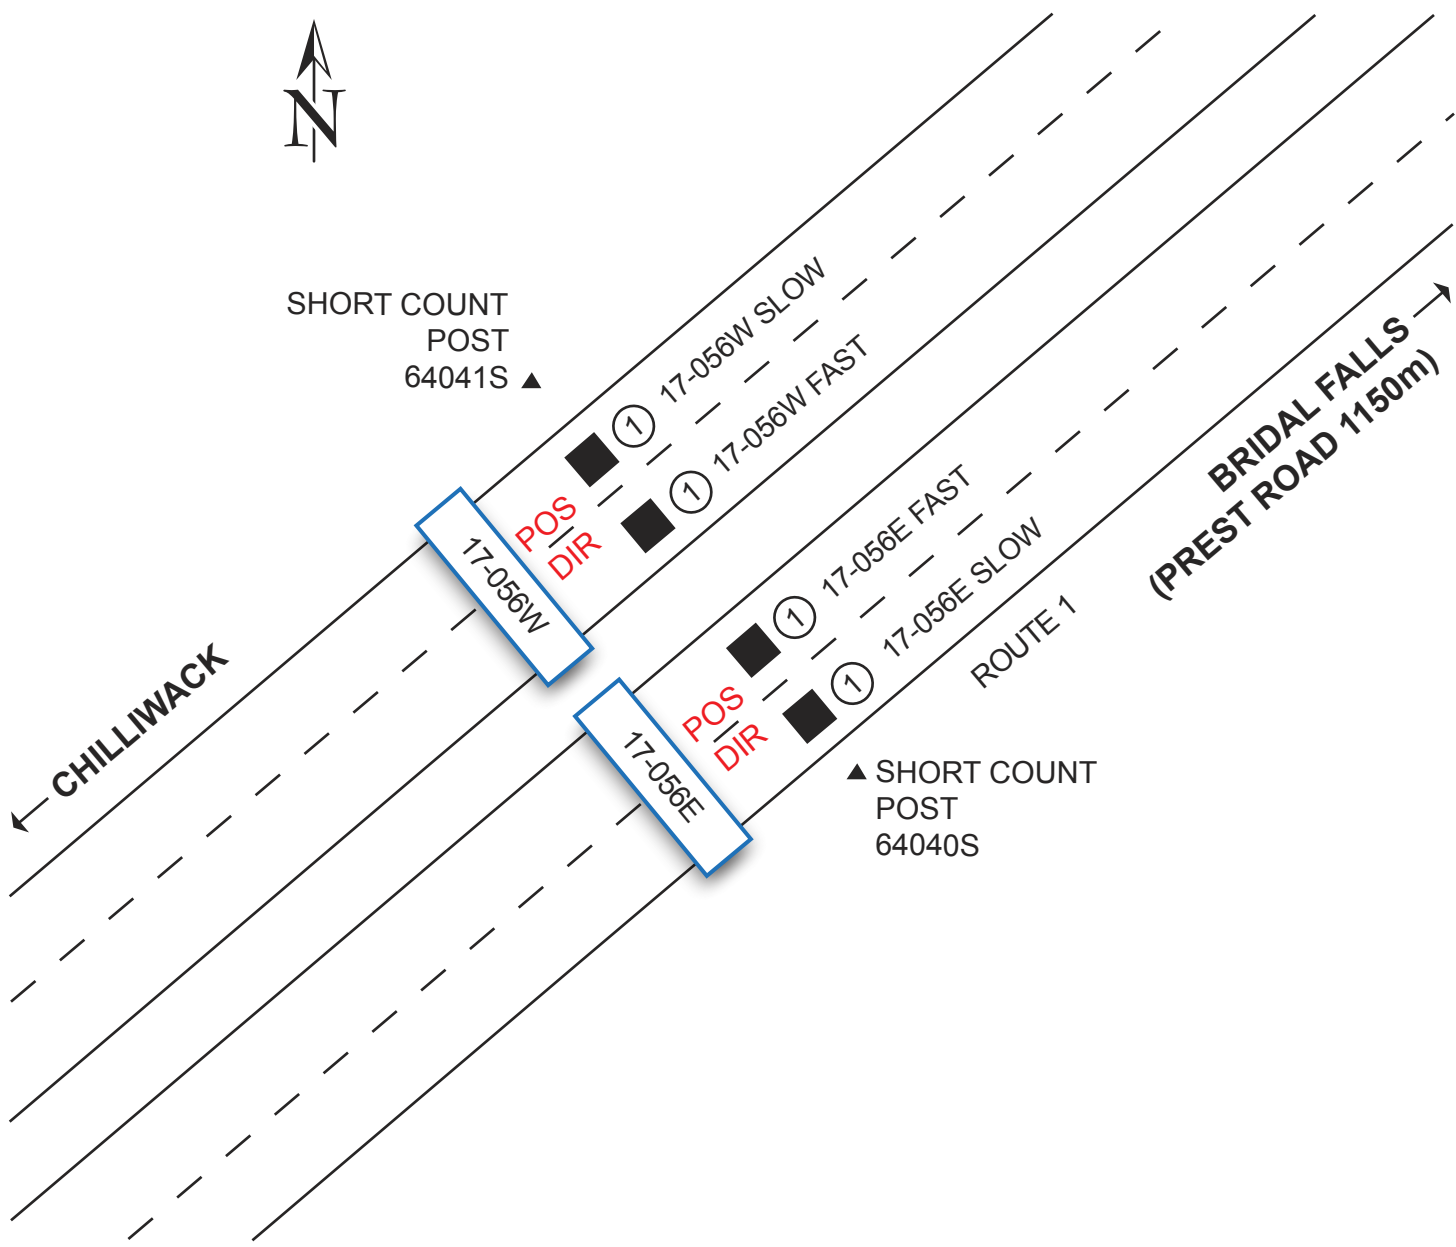 N
SHORT COUNT
POST
64041S
1
17-056W SLOW
1
17-056W FAST
POS
DIR
17-056W
CHILLIWACK
BRIDAL FALLS
(PREST ROAD 1150m)
1
17-056E FAST
1
17-056E SLOW
ROUTE 1
POS
DIR
17-056E
SHORT COUNT
POST
64040S